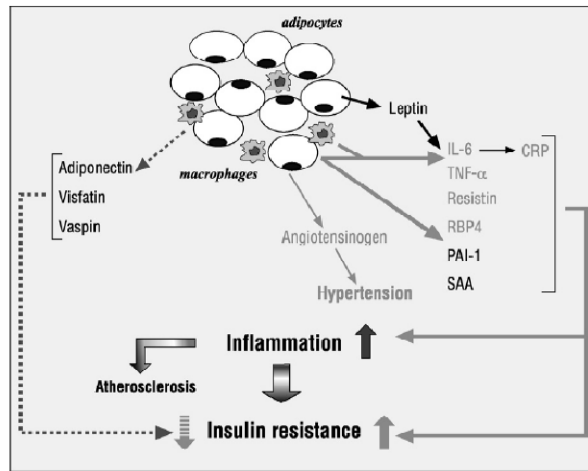 adipocytes
Leptin
IL-6
CRP
TNF-α
Resistin
RBP4
PAI-1
SAA
Adiponectin
Visfatin
Vaspin
macrophages
Angiotensinogen
Hypertension
Inflammation
Atherosclerosis
Insulin resistance